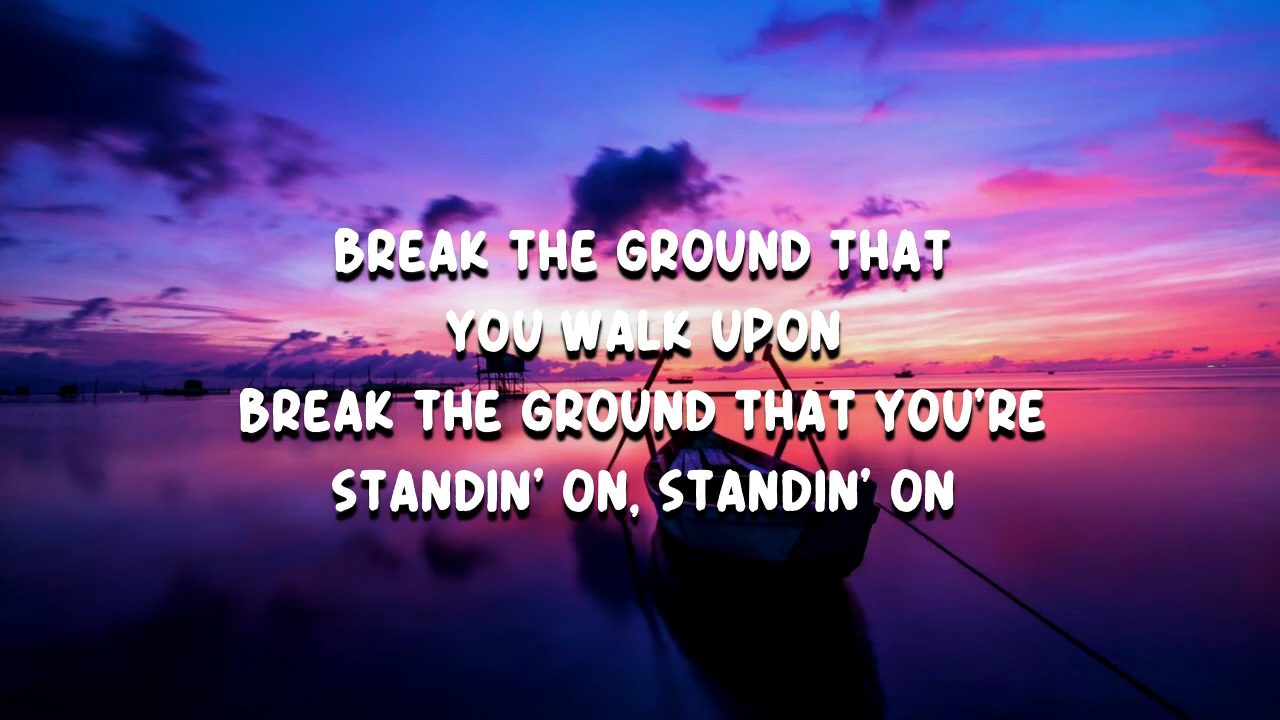 BREAK THE GROUND THAT
YOU WALK UPON
BREAK THE GROUND THAT YOU'RE
STANDIN' ON, STANDIN' ON